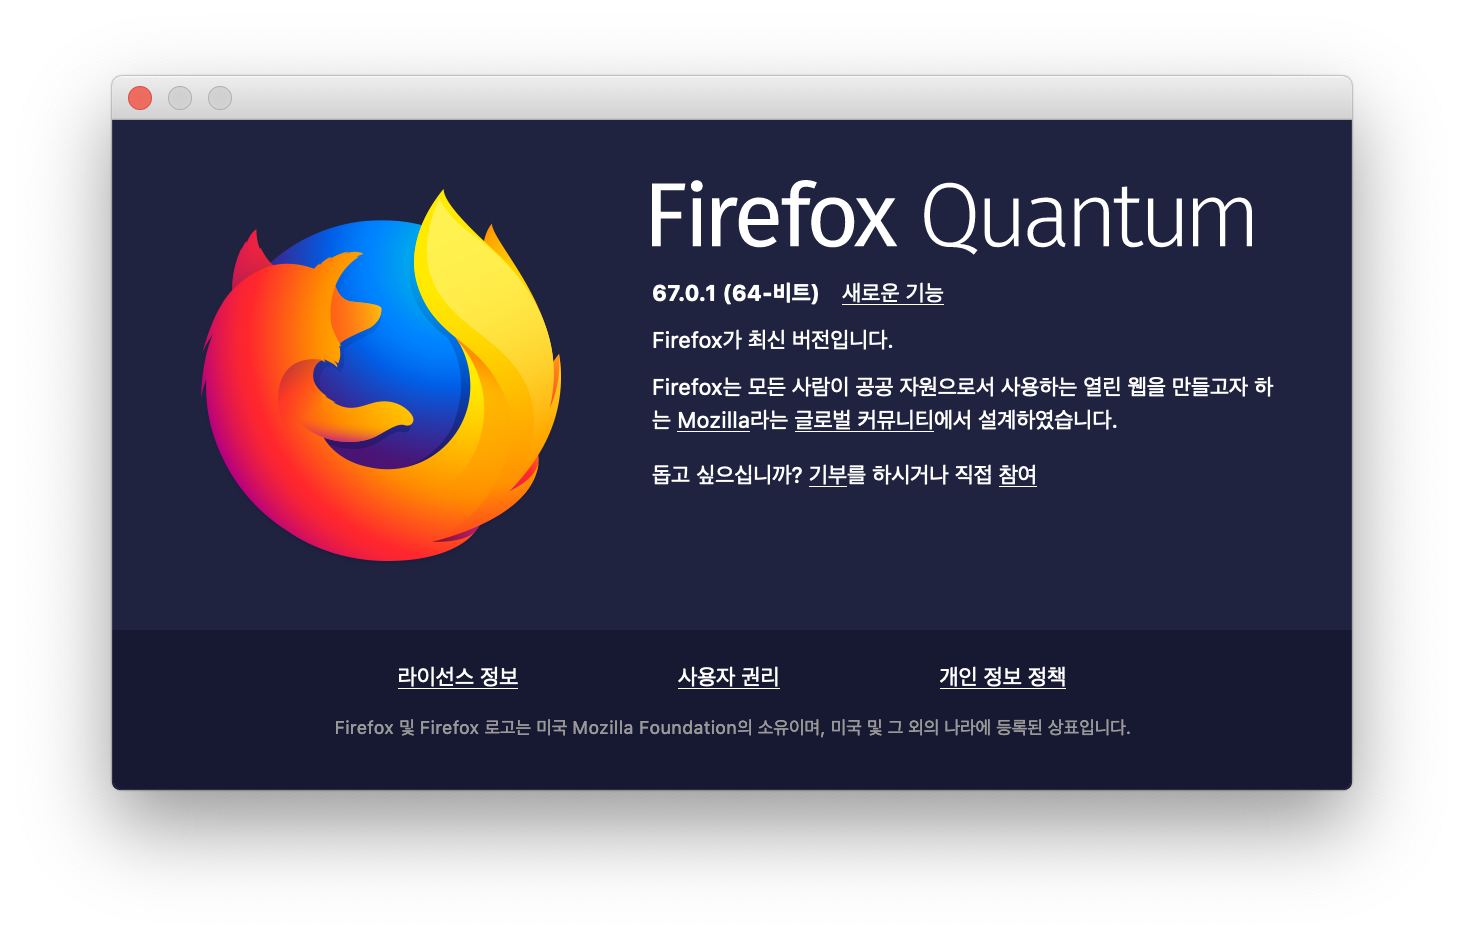 Firefox Quantum
67.0.1 (64-비트) 새로운 기능
Firefox가 최신 버전입니다.
Firefox는 모든 사람이 공공 자원으로서 사용하는 열린 웹을 만들고자 하
는 Mozilla라는 글로벌 커뮤니티에서 설계하였습니다.
돕고 싶으십니까? 기부를 하시거나 직접 참여
라이선스 정보 사용자 권리 개인 정보 정책
Firefox 및 Firefox 로고는 미국 Mozilla Foundation의 소유이며, 미국 및 그 외의 나라에 등록된 상표입니다.